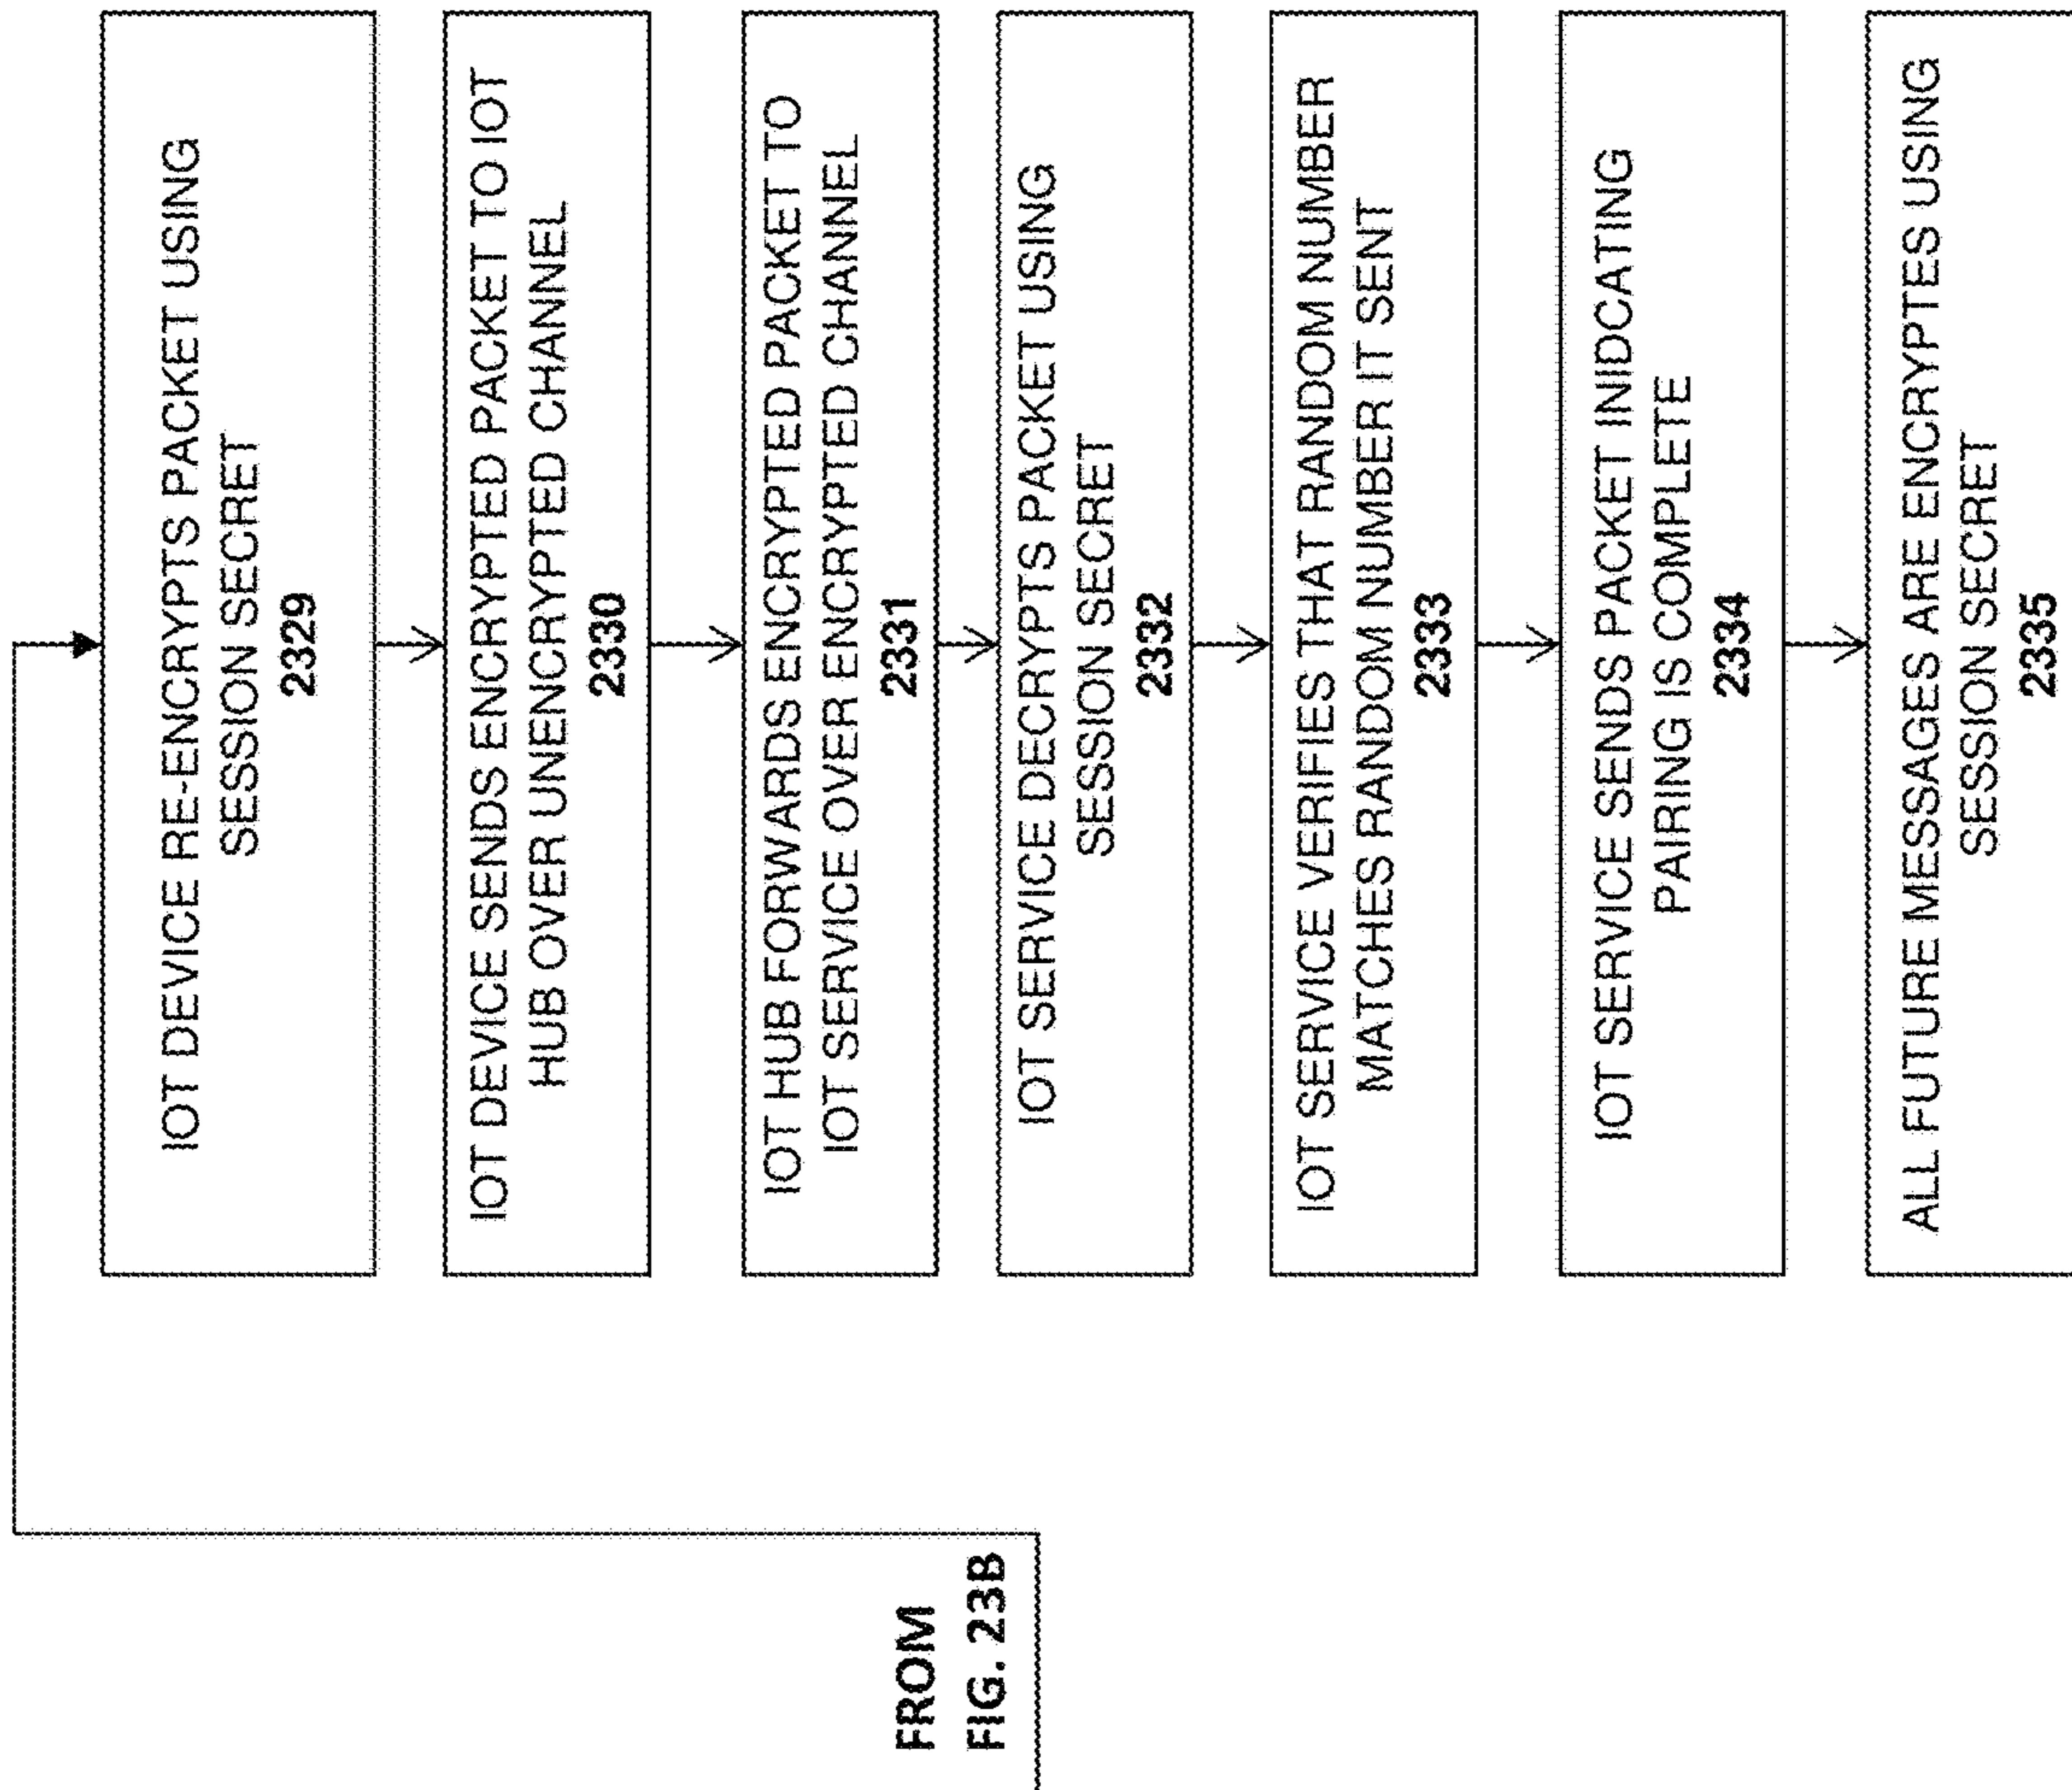 FROM
FIG. 23B
IOT DEVICE RE-ENCRYPTS PACKET USING
SESSION SECRET
2329
IOT DEVICE SENDS ENCRYPTED PACKET TO IOT
HUB OVER UNENCRYPTED CHANNEL
2330
IOT HUB FORWARDS ENCRYPTED PACKET TO
IOT SERVICE OVER ENCRYPTED CHANNEL
2331
IOT SERVICE DECRYPTS PACKET USING
SESSION SECRET
2332
IOT SERVICE VERIFIES THAT RANDOM NUMBER
MATCHES RANDOM NUMBER IT SENT
2333
IOT SERVICE SENDS PACKET INIDCATING
PAIRING IS COMPLETE
2334
ALL FUTURE MESSAGES ARE ENCRYPTES USING
SESSION SECRET
2335